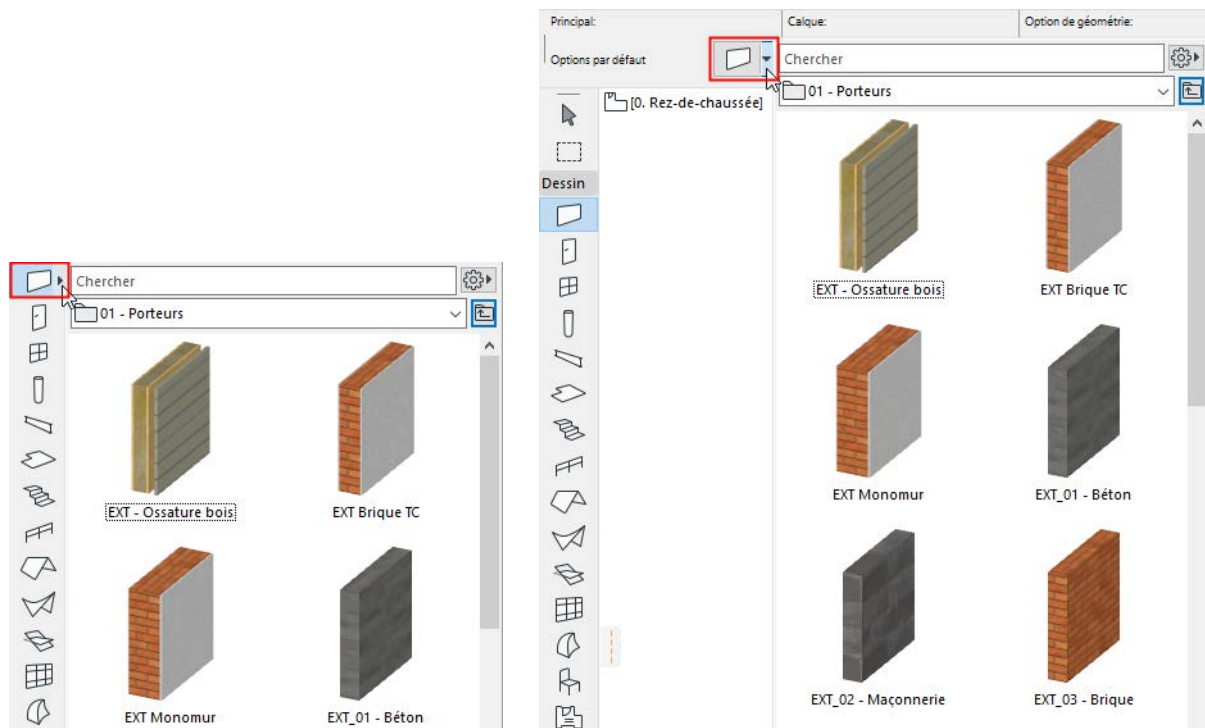 Chercher
01 - Porteurs
EXT - Ossature bois
EXT Brique TC
EXT Monomur
EXT_01 - Béton
Principal:
Calque:
Option de géométrie:
Options par défaut
Chercher
01 - Porteurs
[0. Rez-de-chaussée]
Dessin
EXT - Ossature bois
EXT Brique TC
EXT Monomur
EXT_01 - Béton
EXT_02 - Maçonnerie
EXT_03 - Brique